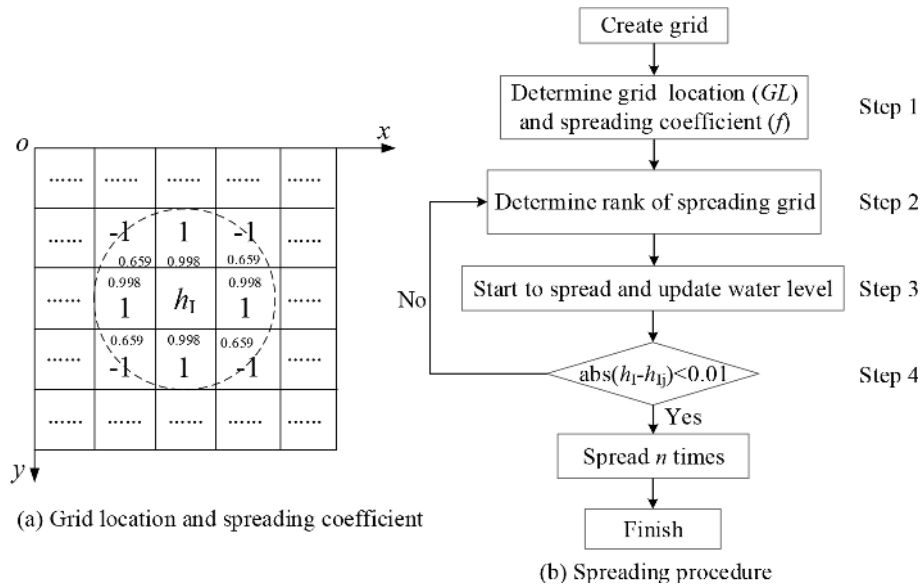 o x
...... ...... ...... ...... ......
...... -1 1 -1 ......
0.659 0.998 0.659
0.998 0.998
...... 1 hI 1 ......
0.659 0.998 0.659
...... -1 1 -1 ......
...... ...... ...... ...... ......
y
(a) Grid location and spreading coefficient
Create grid
Determine grid location (GL)
and spreading coefficient (f)
Step 1
Determine rank of spreading grid
Step 2
Start to spread and update water level
Step 3
No
abs(hI-hIj)<0.01
Step 4
Yes
Spread n times
Finish
(b) Spreading procedure